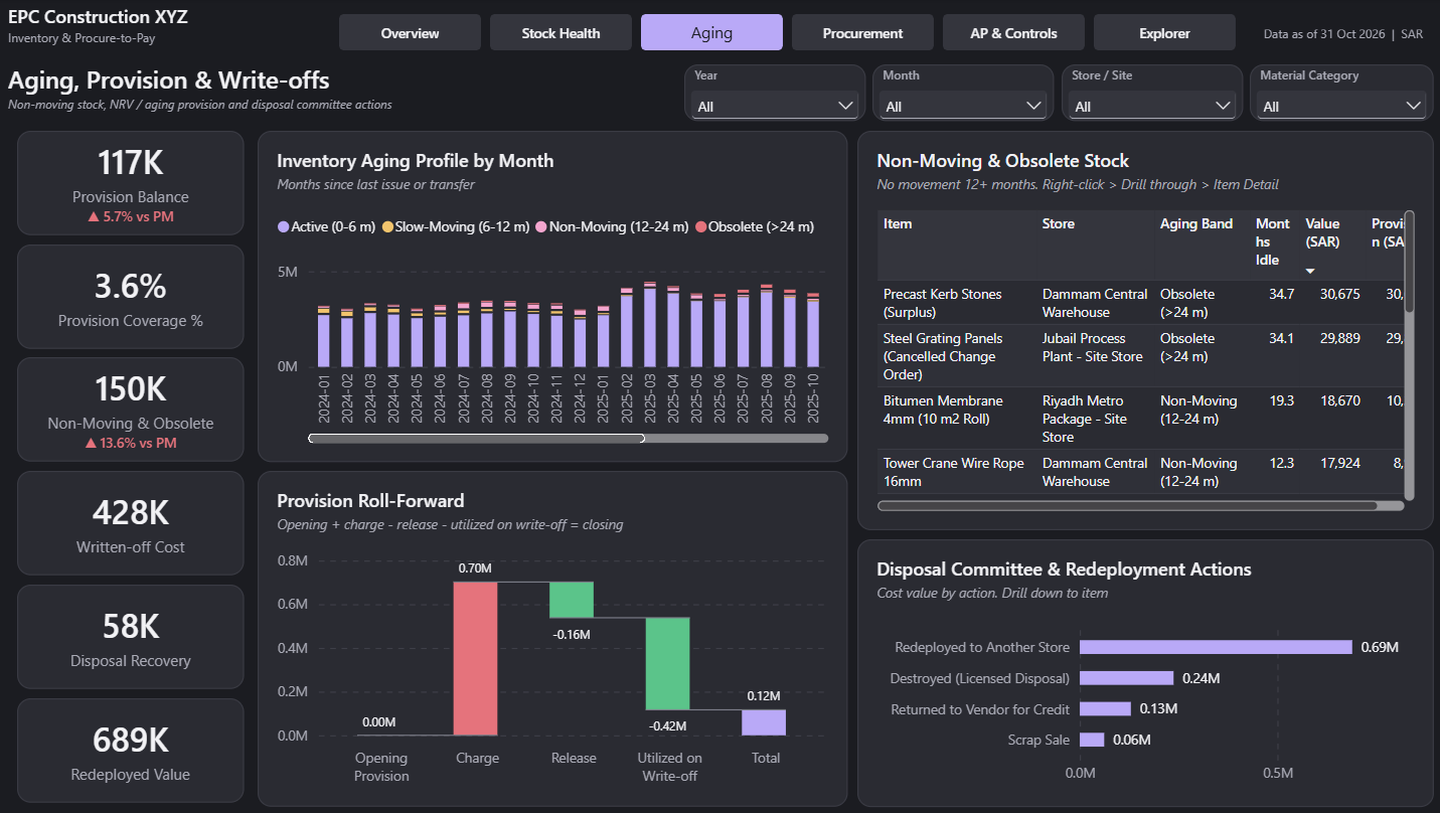 EPC Construction XYZ
Inventory & Procure-to-Pay
Overview
Stock Health
Aging
Procurement
AP & Controls
Explorer
Data as of 31 Oct 2026 | SAR
Aging, Provision & Write-offs
Non-moving stock, NRV / aging provision and disposal committee actions
Year
All
Month
All
Store / Site
All
Material Category
All
117K
Provision Balance
▲ 5.7% vs PM
3.6%
Provision Coverage %
150K
Non-Moving & Obsolete
▲ 13.6% vs PM
428K
Written-off Cost
58K
Disposal Recovery
689K
Redeployed Value
Inventory Aging Profile by Month
Months since last issue or transfer
Active (0-6 m) Slow-Moving (6-12 m) Non-Moving (12-24 m) Obsolete (>24 m)
5M
0M
2024-01
2024-02
2024-03
2024-04
2024-05
2024-06
2024-07
2024-08
2024-09
2024-10
2024-11
2024-12
2025-01
2025-02
2025-03
2025-04
2025-05
2025-06
2025-07
2025-08
2025-09
2025-10
Provision Roll-Forward
Opening + charge - release - utilized on write-off = closing
0.8M
0.6M
0.4M
0.2M
0.0M
0.00M
0.70M
-0.16M
-0.42M
0.12M
Opening
Provision
Charge
Release
Utilized on
Write-off
Total
Non-Moving & Obsolete Stock
No movement 12+ months. Right-click > Drill through > Item Detail
Item
Store
Aging Band
Mont
hs
Idle
Value
(SAR)
Provi
n (SA
Precast Kerb Stones
(Surplus)
Dammam Central
Warehouse
Obsolete
(>24 m)
34.7
30,675
30,
Steel Grating Panels
(Cancelled Change
Order)
Jubail Process
Plant - Site Store
Obsolete
(>24 m)
34.1
29,889
29,
Bitumen Membrane
4mm (10 m2 Roll)
Riyadh Metro
Package - Site
Store
Non-Moving
(12-24 m)
19.3
18,670
10,
Tower Crane Wire Rope
16mm
Dammam Central
Warehouse
Non-Moving
(12-24 m)
12.3
17,924
8,
Disposal Committee & Redeployment Actions
Cost value by action. Drill down to item
Redeployed to Another Store
0.69M
Destroyed (Licensed Disposal)
0.24M
Returned to Vendor for Credit
0.13M
Scrap Sale
0.06M
0.0M
0.5M